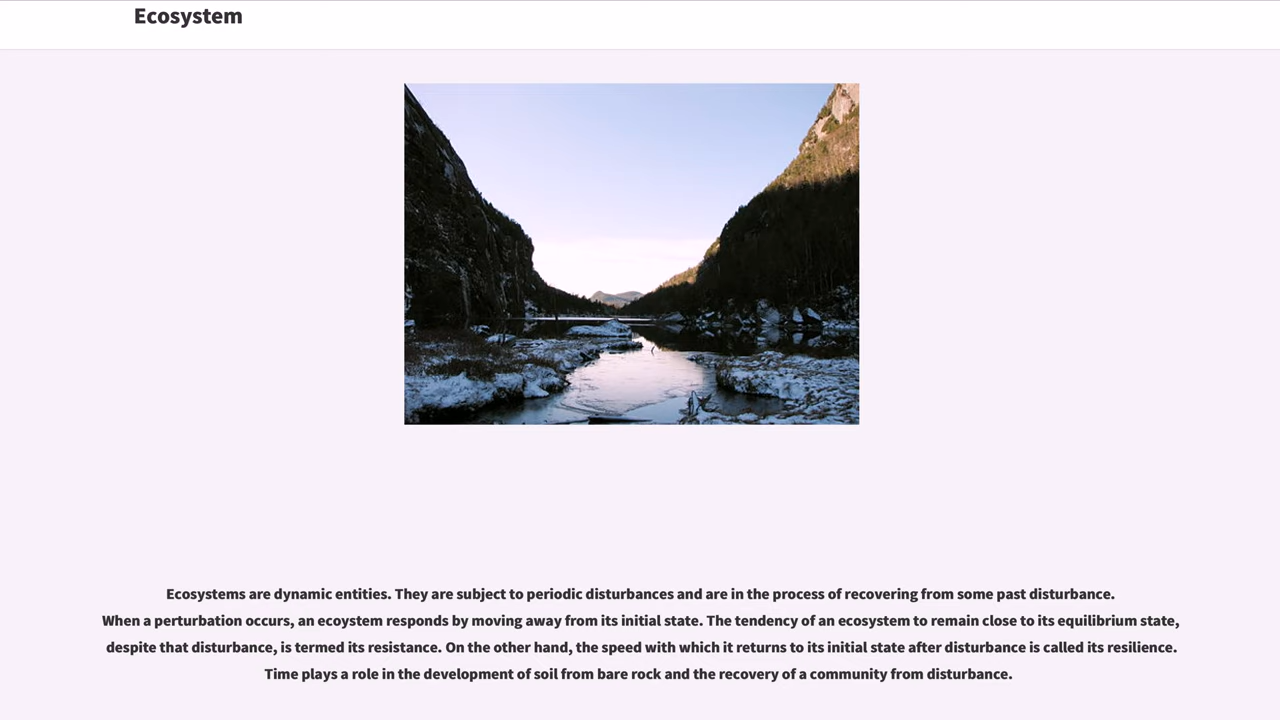 Ecosystem
Ecosystems are dynamic entities. They are subject to periodic disturbances and are in the process of recovering from some past disturbance.
When a perturbation occurs, an ecoystem responds by moving away from its initial state. The tendency of an ecosystem to remain close to its equilibrium state,
despite that disturbance, is termed its resistance. On the other hand, the speed with which it returns to its initial state after disturbance is called its resilience.
Time plays a role in the development of soil from bare rock and the recovery of a community from disturbance.